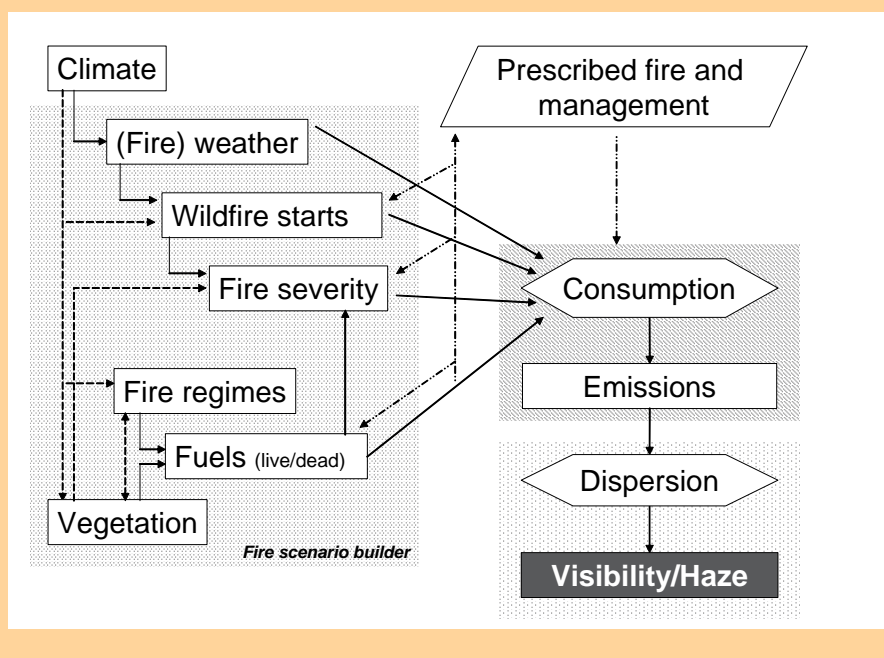 Climate
(Fire) weather
Wildfire starts
Fire severity
Fire regimes
Fuels (live/dead)
Vegetation
Fire scenario builder
Prescribed fire and
management
Consumption
Emissions
Dispersion
Visibility/Haze